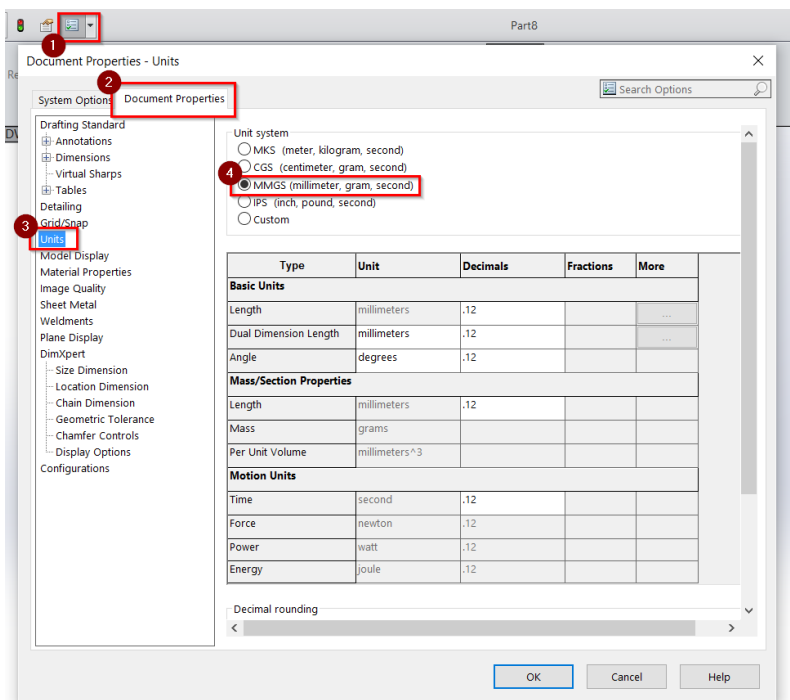 Part8
1
Re
Document Properties - Units
2
System Options
Document Properties
Search Options
Drafting Standard
Annotations
Dimensions
Virtual Sharps
Tables
Detailing
Grid/Snap
3
Units
Model Display
Material Properties
Image Quality
Sheet Metal
Weldments
Plane Display
DimXpert
Size Dimension
Location Dimension
Chain Dimension
Geometric Tolerance
Chamfer Controls
Display Options
Configurations
Unit system
MKS (meter, kilogram, second)
CGS (centimeter, gram, second)
4
MMGS (millimeter, gram, second)
IPS (inch, pound, second)
Custom
Type Unit Decimals Fractions More
Basic Units
Length millimeters .12 ...
Dual Dimension Length millimeters .12 ...
Angle degrees .12
Mass/Section Properties
Length millimeters .12
Mass grams
Per Unit Volume millimeters^3
Motion Units
Time second .12
Force newton .12
Power watt .12
Energy joule .12
Decimal rounding
OK Cancel Help